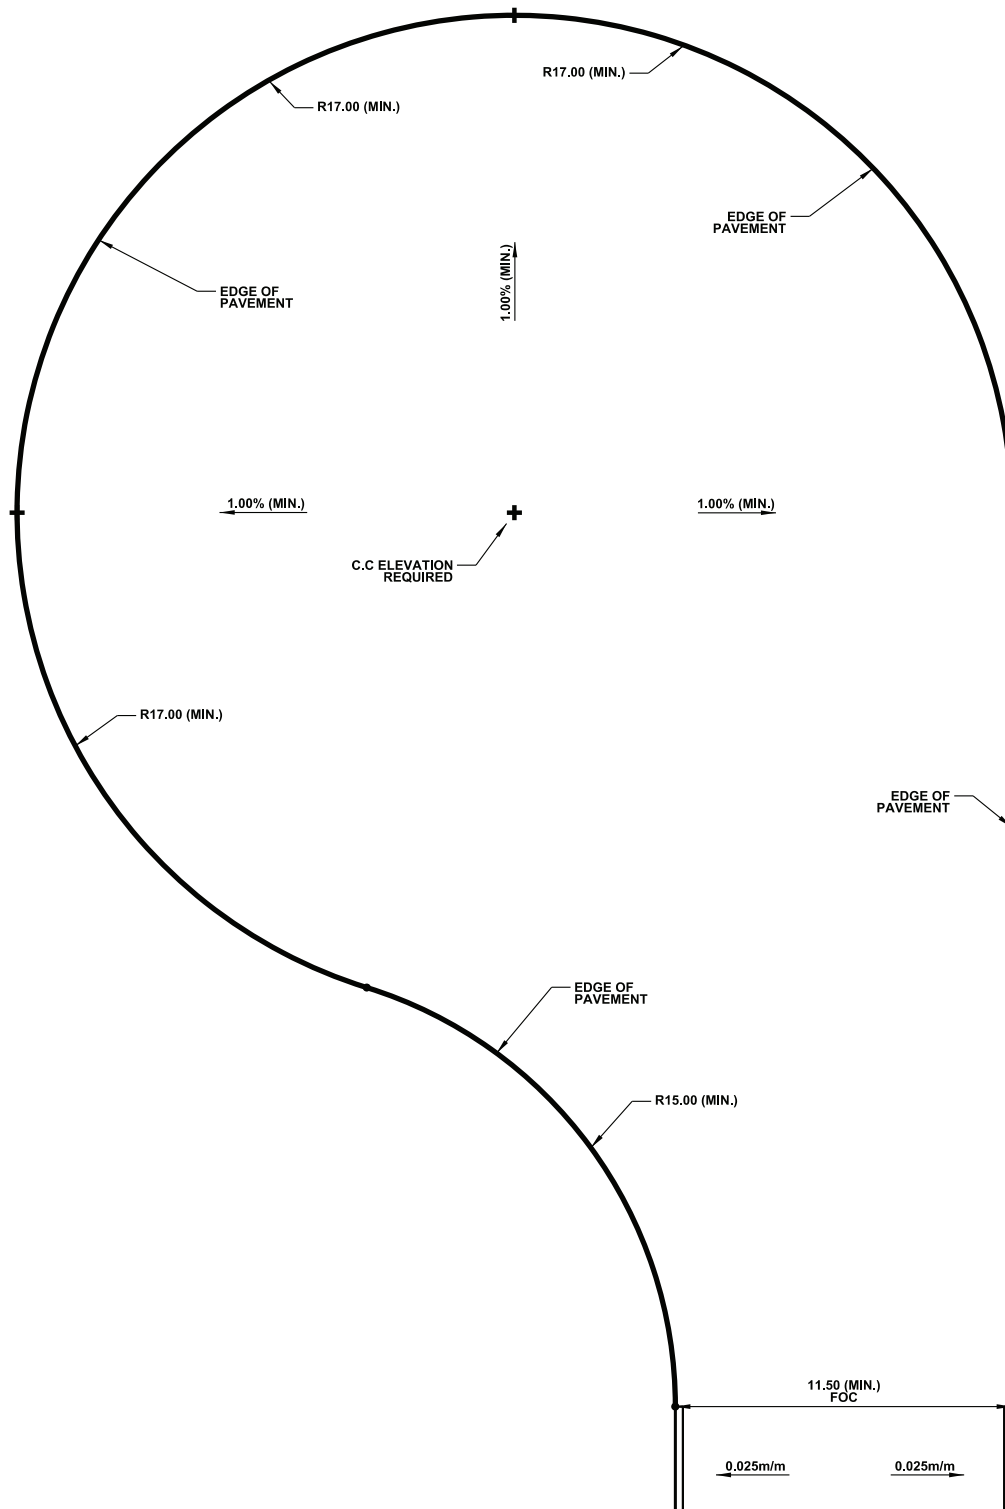 R17.00 (MIN.)
R17.00 (MIN.)
EDGE OF
PAVEMENT
1.00% (MIN.)
EDGE OF
PAVEMENT
1.00% (MIN.)
1.00% (MIN.)
C.C ELEVATION
REQUIRED
R17.00 (MIN.)
EDGE OF
PAVEMENT
EDGE OF
PAVEMENT
R15.00 (MIN.)
11.50 (MIN.)
FOC
0.025m/m
0.025m/m